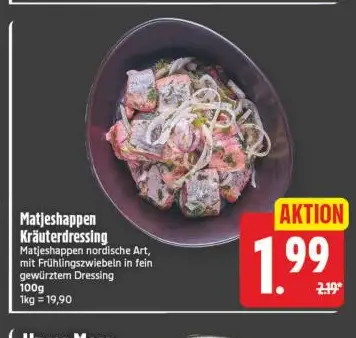 Matjeshappen
Kräuterdressing
Matjeshappen nordische Art,
mit Frühlingszwiebeln in fein
gewürztem Dressing
100g
1kg = 19,90
AKTION
1.99
2.19*